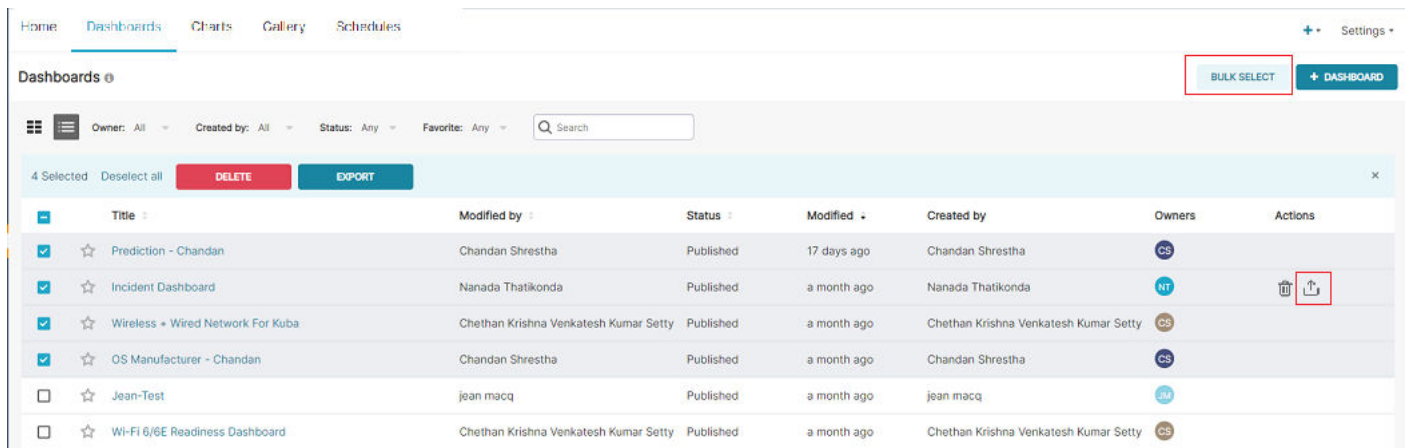 Home Dashboards Charts Gallery Schedules Settings
Dashboards BULK SELECT + DASHBOARD
Owner: All Created by: All Status: Any Favorite: Any Search
4 Selected Deselect all DELETE EXPORT ×
Title Modified by Status Modified Created by Owners Actions
Prediction - Chandan Chandan Shrestha Published 17 days ago Chandan Shrestha CS
Incident Dashboard Nanada Thatikonda Published a month ago Nanada Thatikonda NT
Wireless + Wired Network For Kuba Chethan Krishna Venkatesh Kumar Setty Published a month ago Chethan Krishna Venkatesh Kumar Setty CS
OS Manufacturer - Chandan Chandan Shrestha Published a month ago Chandan Shrestha CS
Jean-Test jean macq Published a month ago jean macq JM
Wi-Fi 6/6E Readiness Dashboard Chethan Krishna Venkatesh Kumar Setty Published a month ago Chethan Krishna Venkatesh Kumar Setty CS